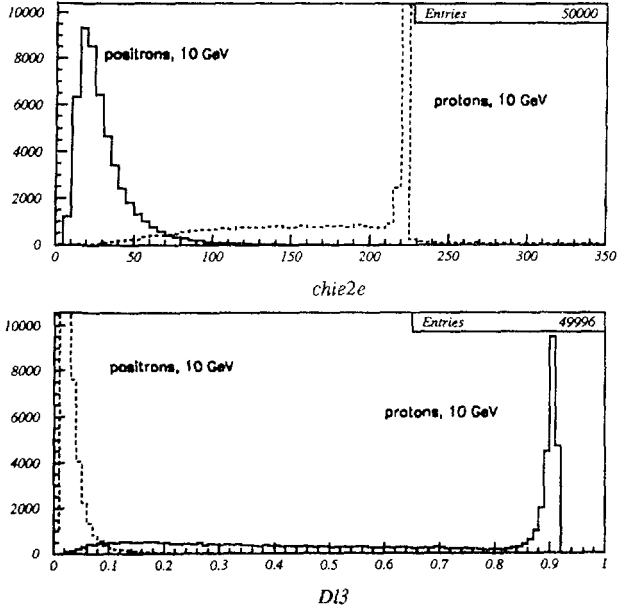 10000
8000
6000
4000
2000
0
Entries 50000
positrons, 10 GeV
protons, 10 GeV
0 50 100 150 200 250 300 350
chie2e
10000
8000
6000
4000
2000
0
Entries 49996
positrons, 10 GeV
protons, 10 GeV
0 0.1 0.2 0.3 0.4 0.5 0.6 0.7 0.8 0.9 1
Dl3